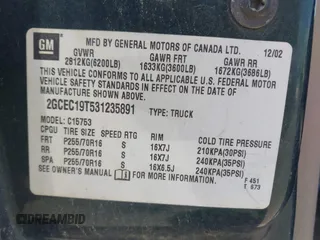 GM
MFD BY GENERAL MOTORS OF CANADA LTD. 12/02
GVWR GAWR FRT GAWR RR
2812KG(6200LB) 1633KG(3600LB) 1672KG(3686LB)
THIS VEHICLE CONFORMS TO ALL APPLICABLE U.S. FEDERAL
MOTOR VEHICLE SAFETY STANDARDS IN EFFECT ON THE DATE OF
MANUFACTURE SHOWN ABOVE.
2GCEC19T531235891 TYPE: TRUCK
MODEL: C15753
CPGU TIRE SIZE SPEED RTG RIM COLD TIRE PRESSURE
FRT P255/70R16 S 16X7J 210KPA(30PSI)
RR P255/70R16 S 16X7J 240KPA(35PSI)
SPA P255/70R16 S 16X6.5J 240KPA(35PSI)
SEE OWNER'S MANUAL FOR ADDITIONAL INFORMATION
F 451
T 673
DREAMBID